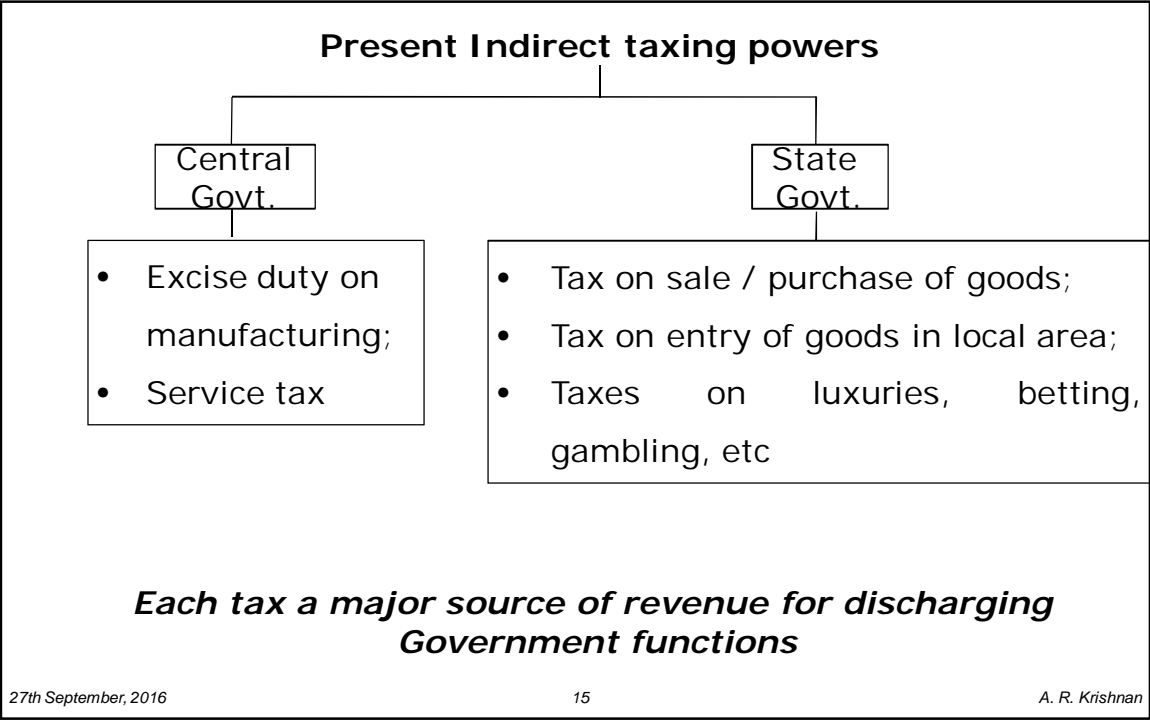 Present Indirect taxing powers
Central
Govt.
State
Govt.
• Excise duty on
manufacturing;
• Service tax
• Tax on sale / purchase of goods;
• Tax on entry of goods in local area;
• Taxes on luxuries, betting,
gambling, etc
Each tax a major source of revenue for discharging
Government functions
27th September, 2016
15
A. R. Krishnan